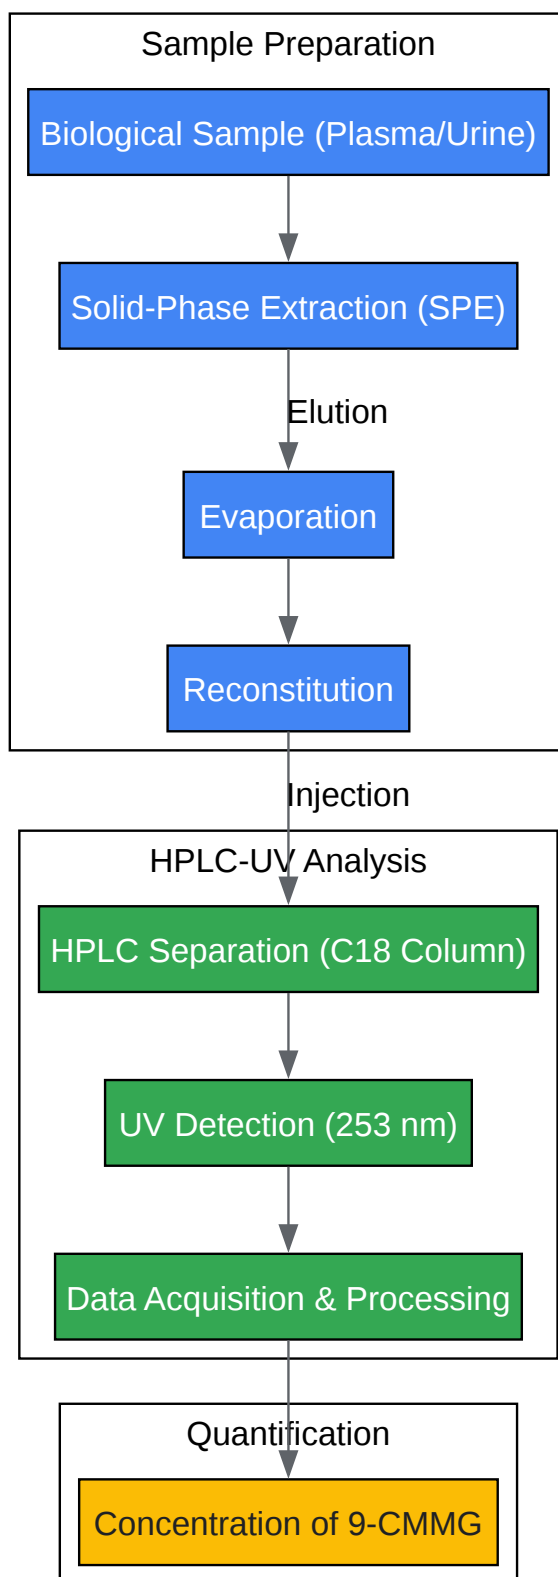 Sample Preparation
Biological Sample (Plasma/Urine)
Solid-Phase Extraction (SPE)
Elution
Evaporation
Reconstitution
Injection
HPLC-UV Analysis
HPLC Separation (C18 Column)
UV Detection (253 nm)
Data Acquisition & Processing
Quantification
Concentration of 9-CMMG